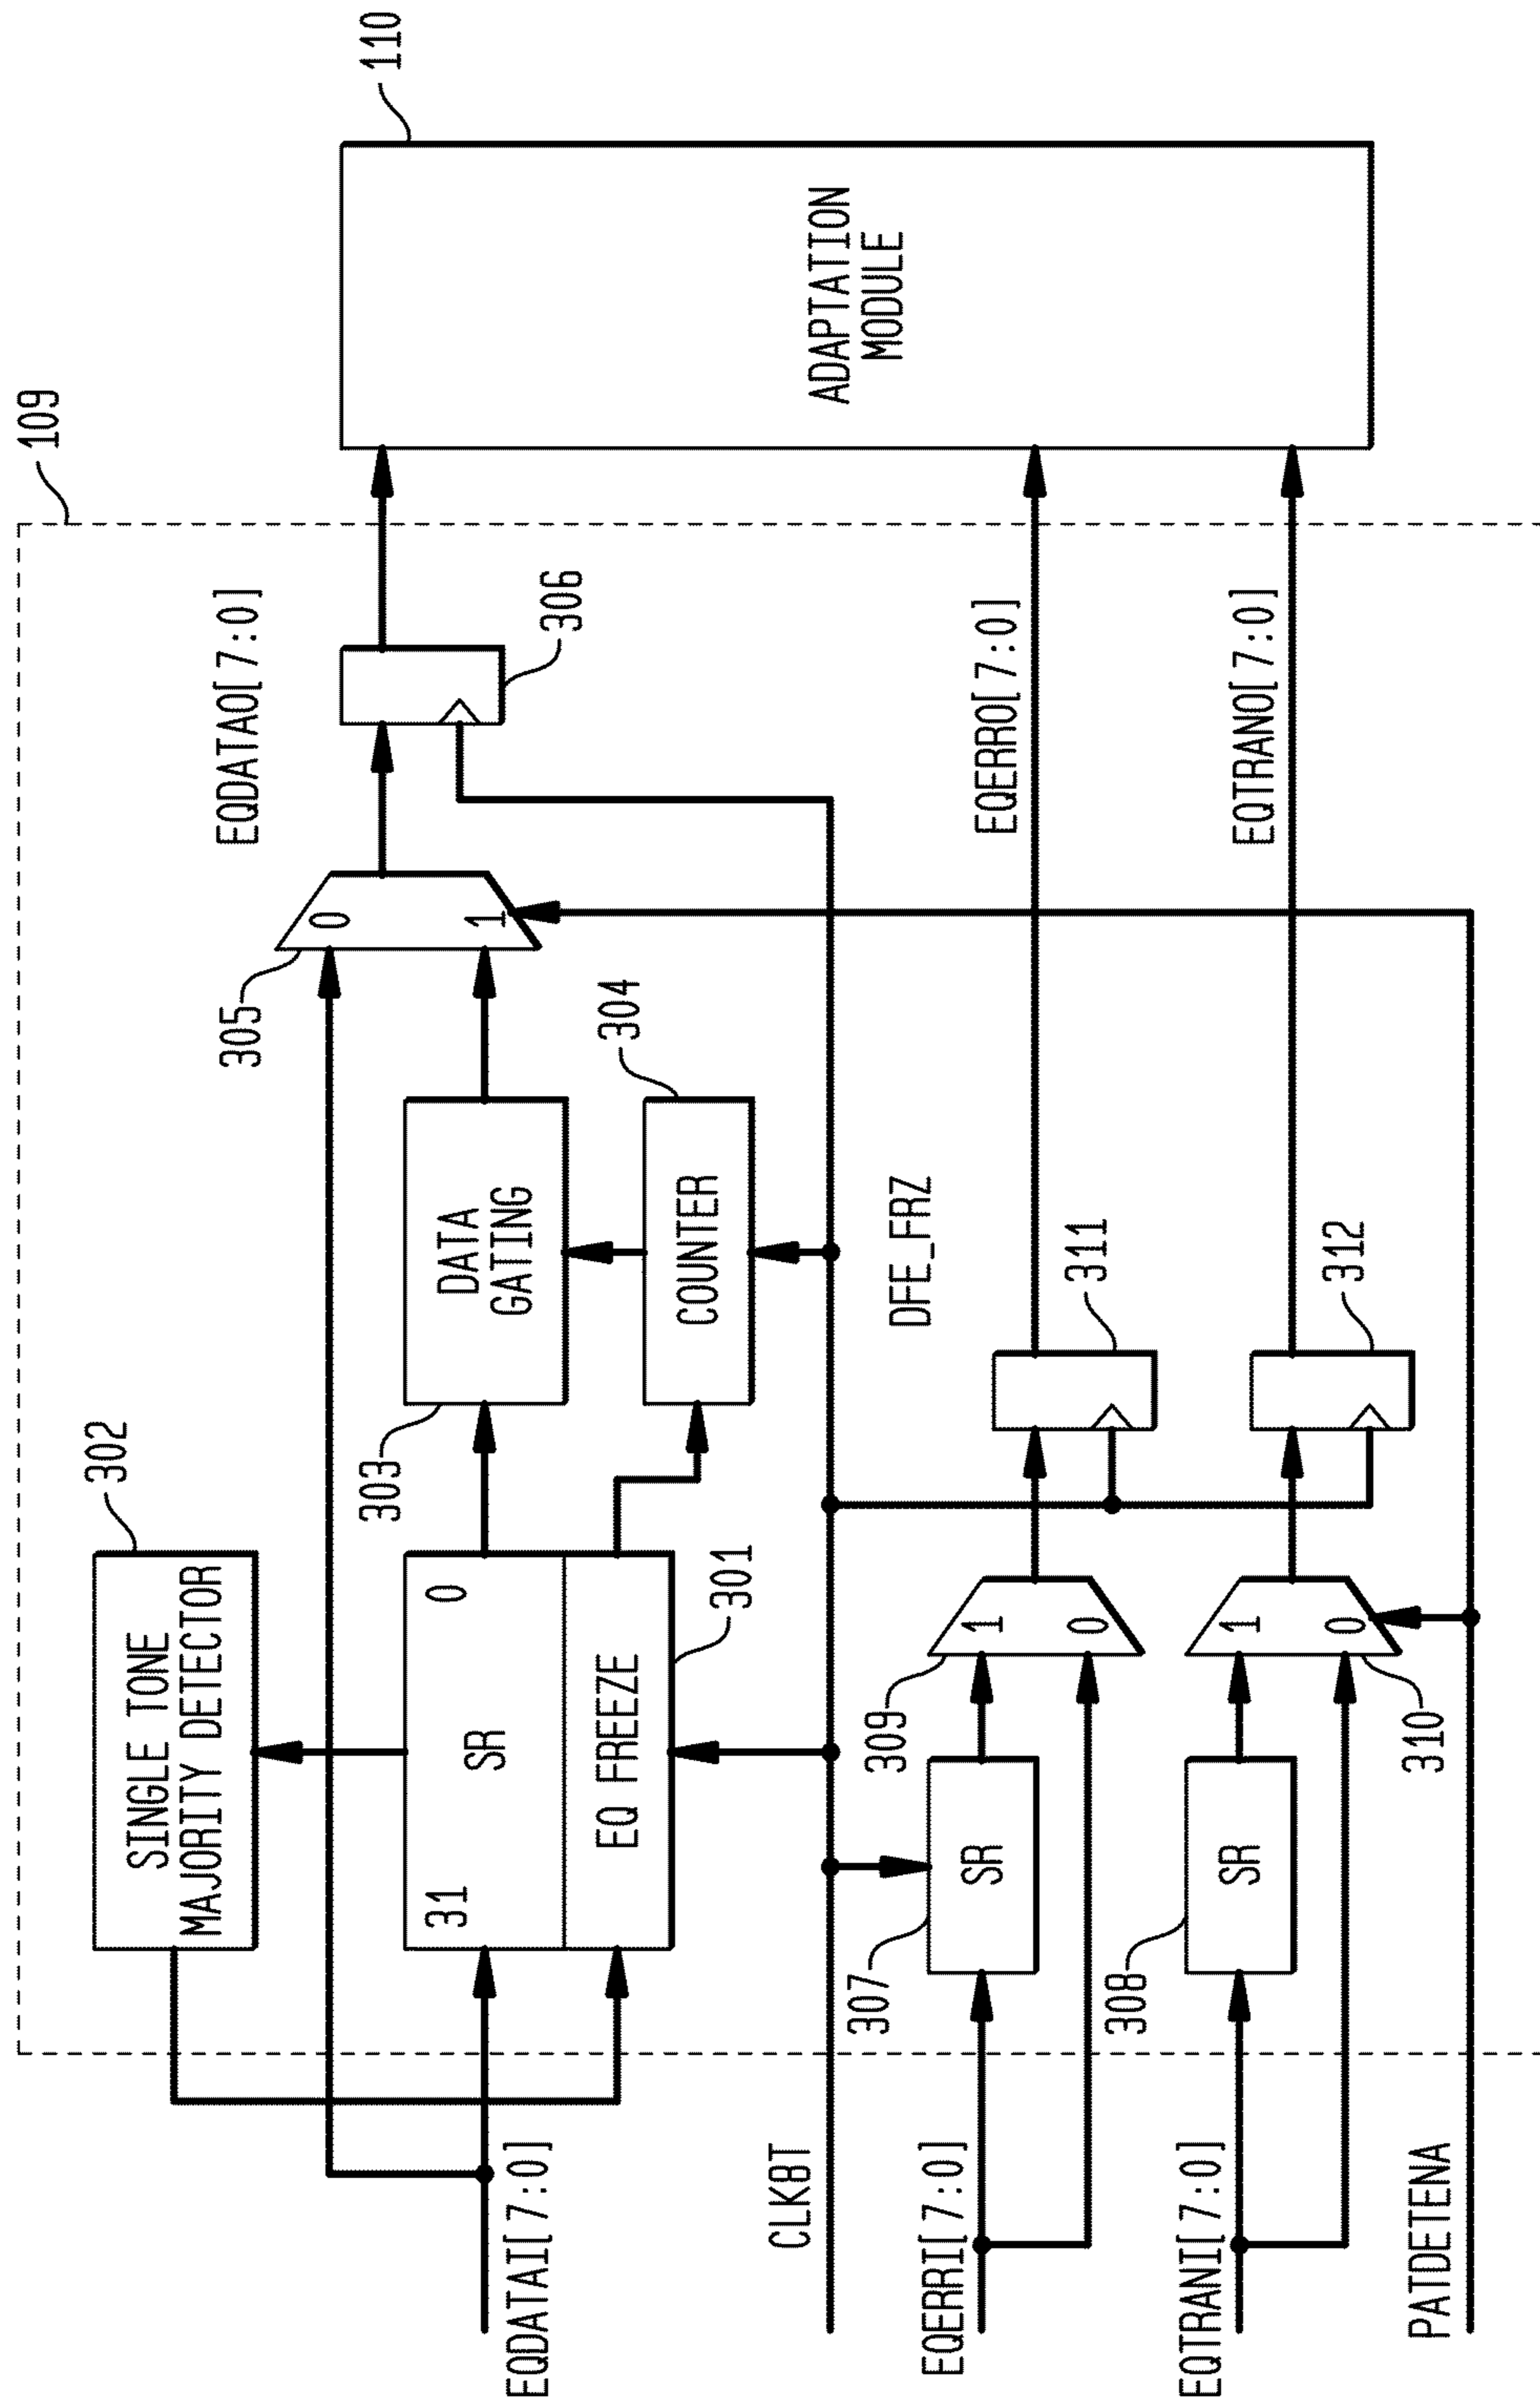 109
302
SINGLE TONE
MAJORITY DETECTOR
305
0
1
EQDATAO[7:0]
306
110
31
SR
0
EQ FREEZE
301
303
DATA
GATING
304
COUNTER
EQDATAI[7:0]
CLK8T
DFE_FRZ
ADAPTATION
MODULE
307
SR
309
1
0
311
EQERRO[7:0]
EQERRI[7:0]
308
SR
310
1
0
312
EQTRANO[7:0]
EQTRANI[7:0]
PATDETENA